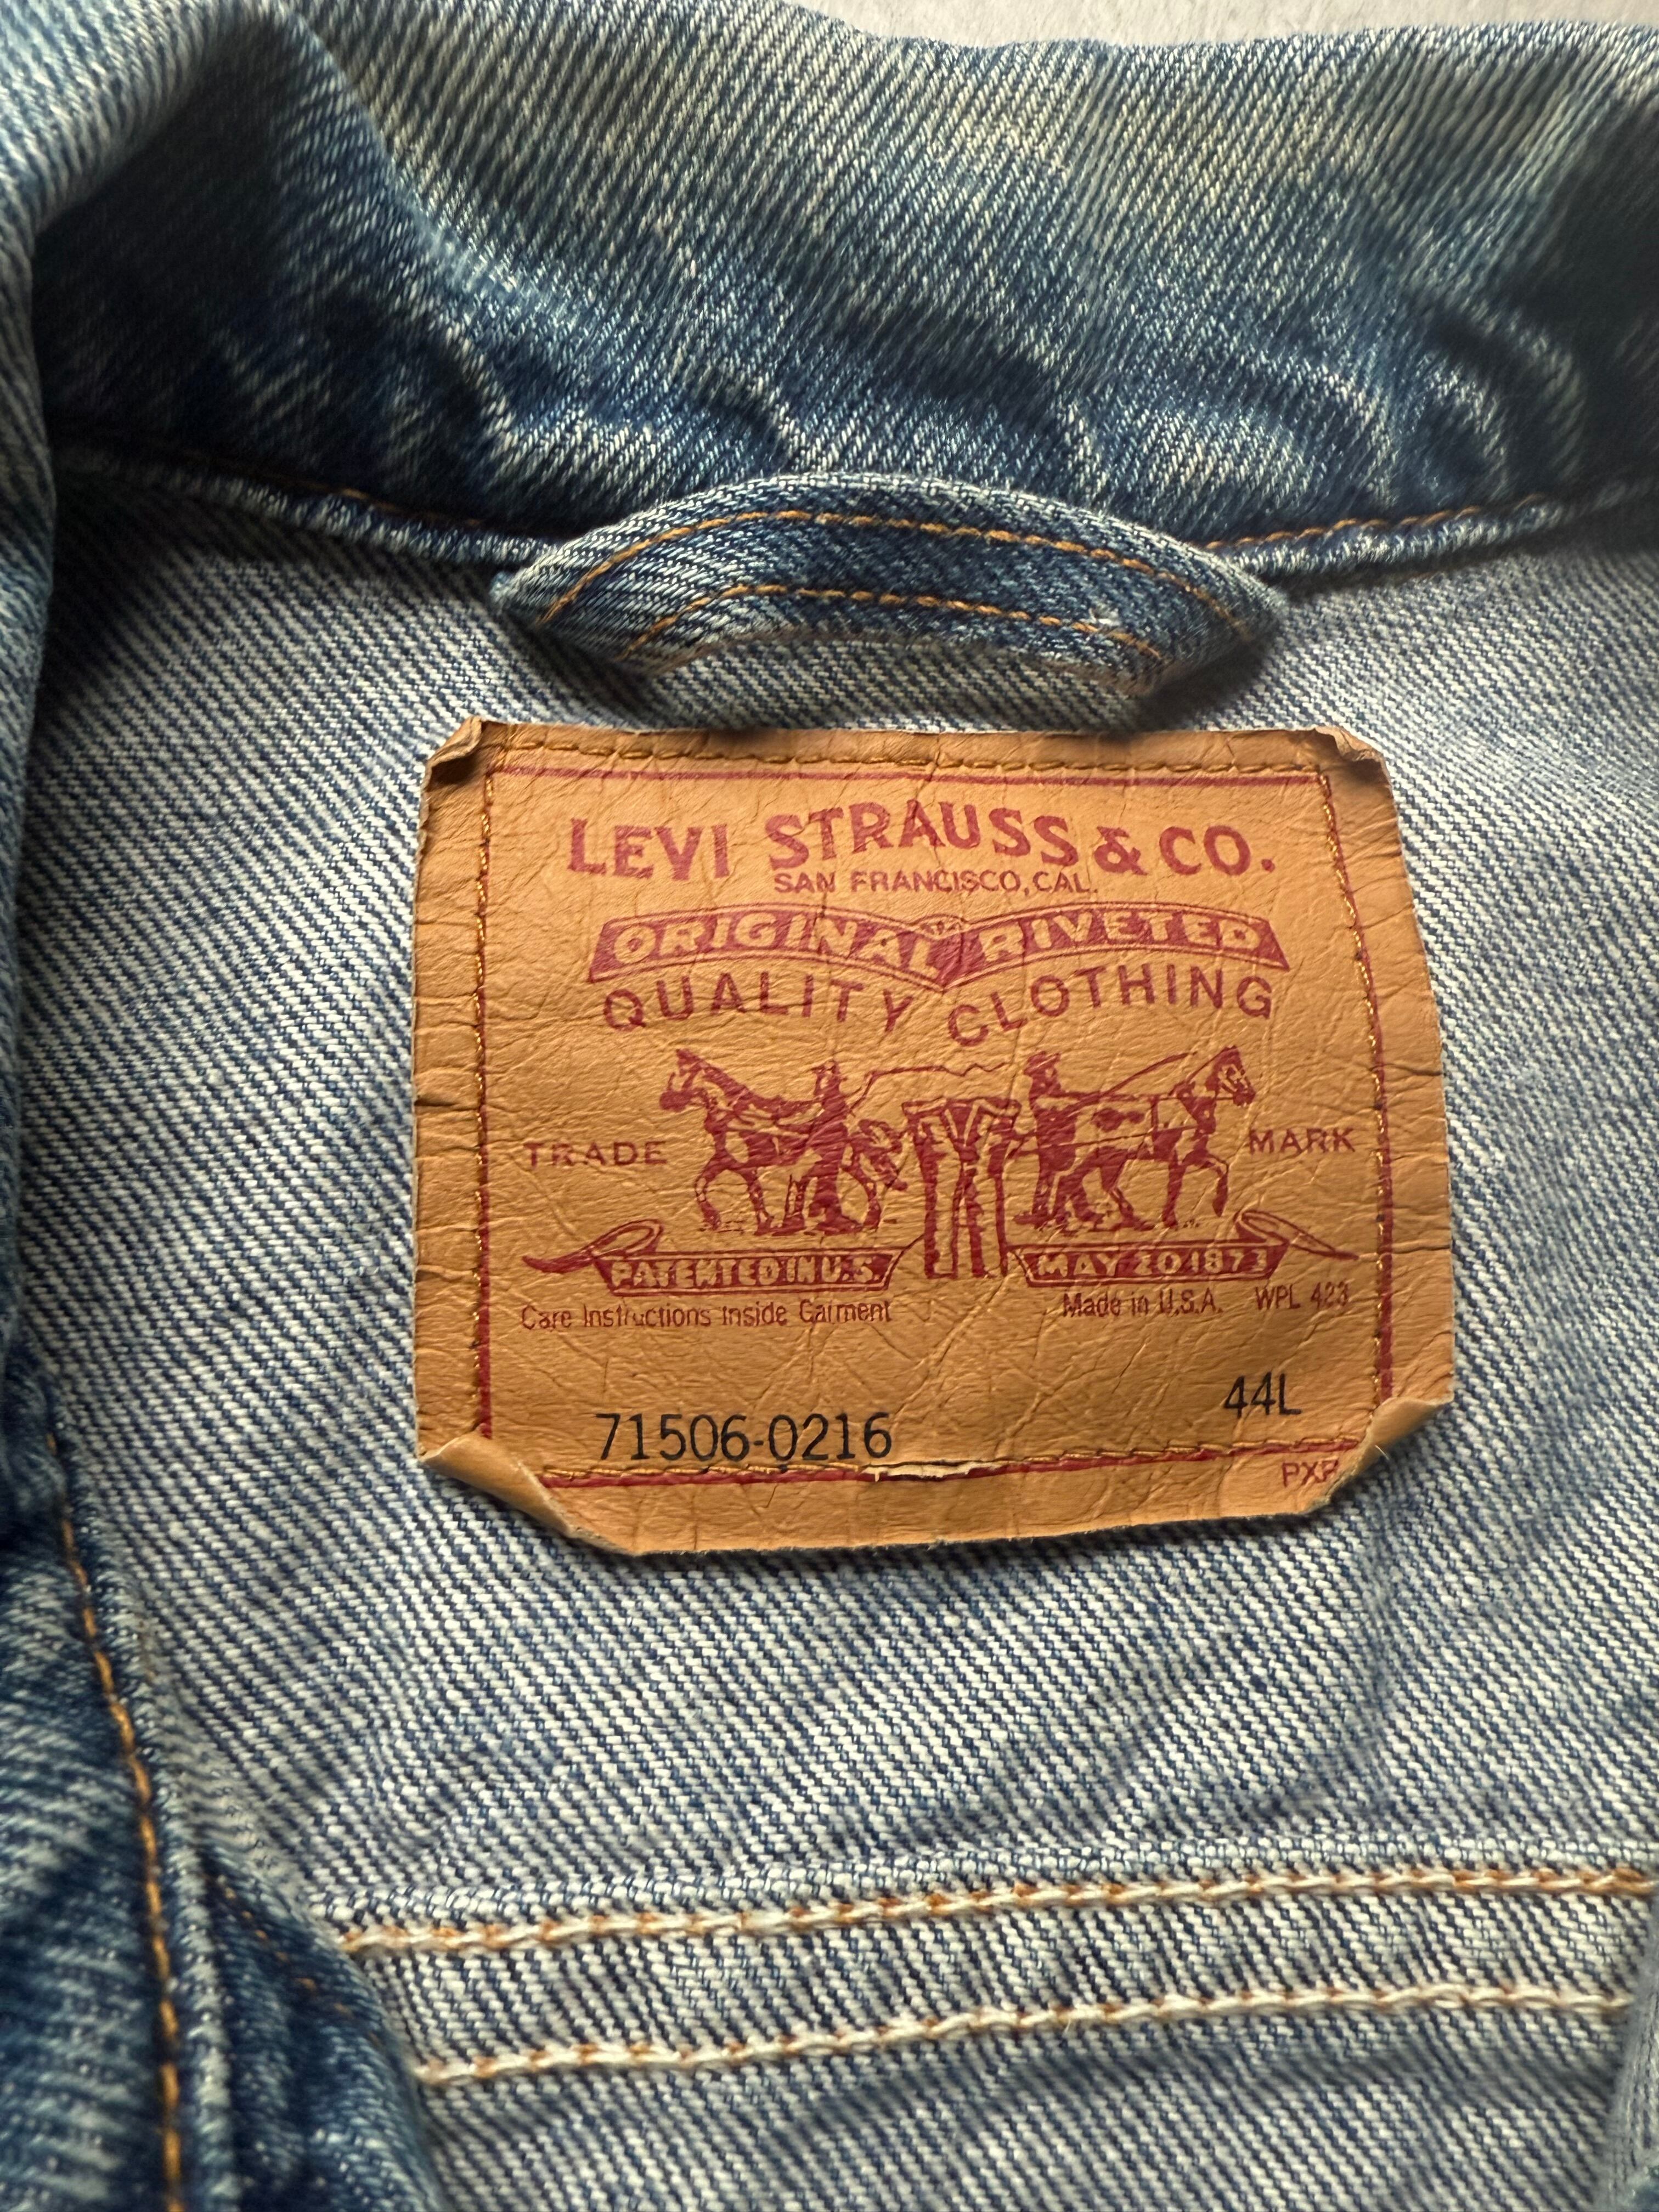 LEVI STRAUSS & CO.
SAN FRANCISCO, CAL.
ORIGINAL RIVETED
QUALITY CLOTHING
TRADE MARK
PATENTED IN U.S. MAY 20 1873
Care Instructions Inside Garment Made in U.S.A. WPL 423
44L
71506-0216